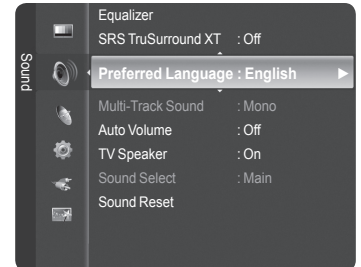 Sound
Equalizer
SRS TruSurround XT : Off
Preferred Language : English
Multi-Track Sound : Mono
Auto Volume : Off
TV Speaker : On
Sound Select : Main
Sound Reset